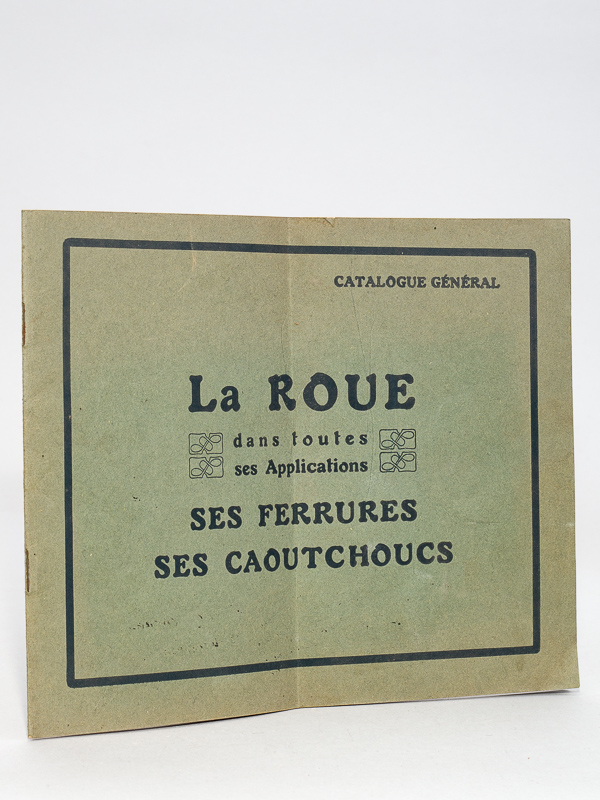 CATALOGUE GÉNÉRAL
La ROUE
dans toutes
ses Applications
SES FERRURES
SES CAOUTCHOUCS